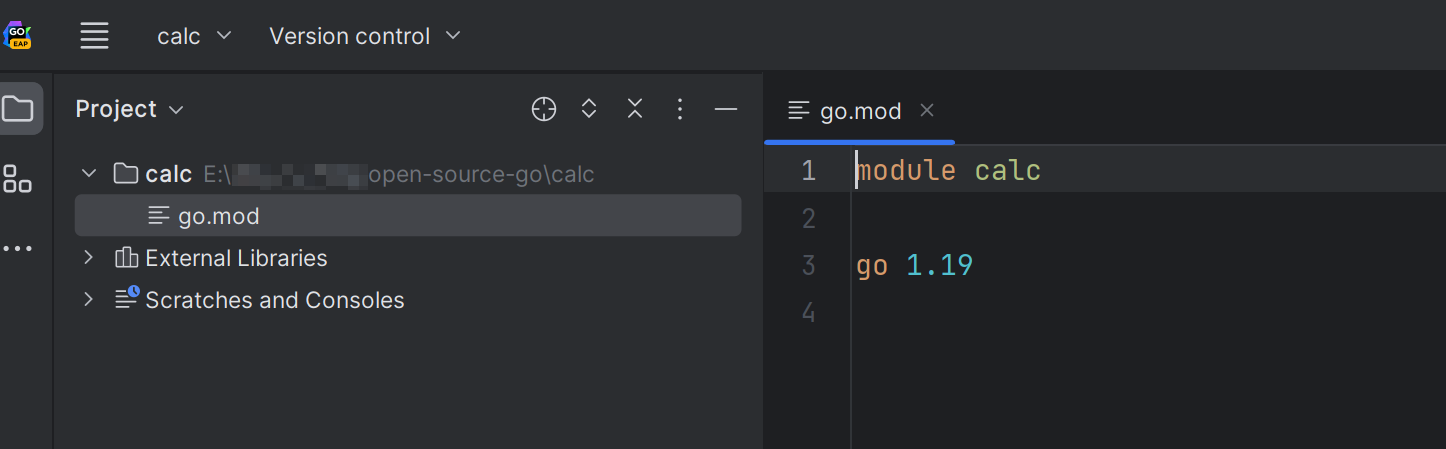 GO
EAP
calc
Version control
Project
calc E:\open-source-go\calc
go.mod
External Libraries
Scratches and Consoles
go.mod
1 module calc
2
3 go 1.19
4